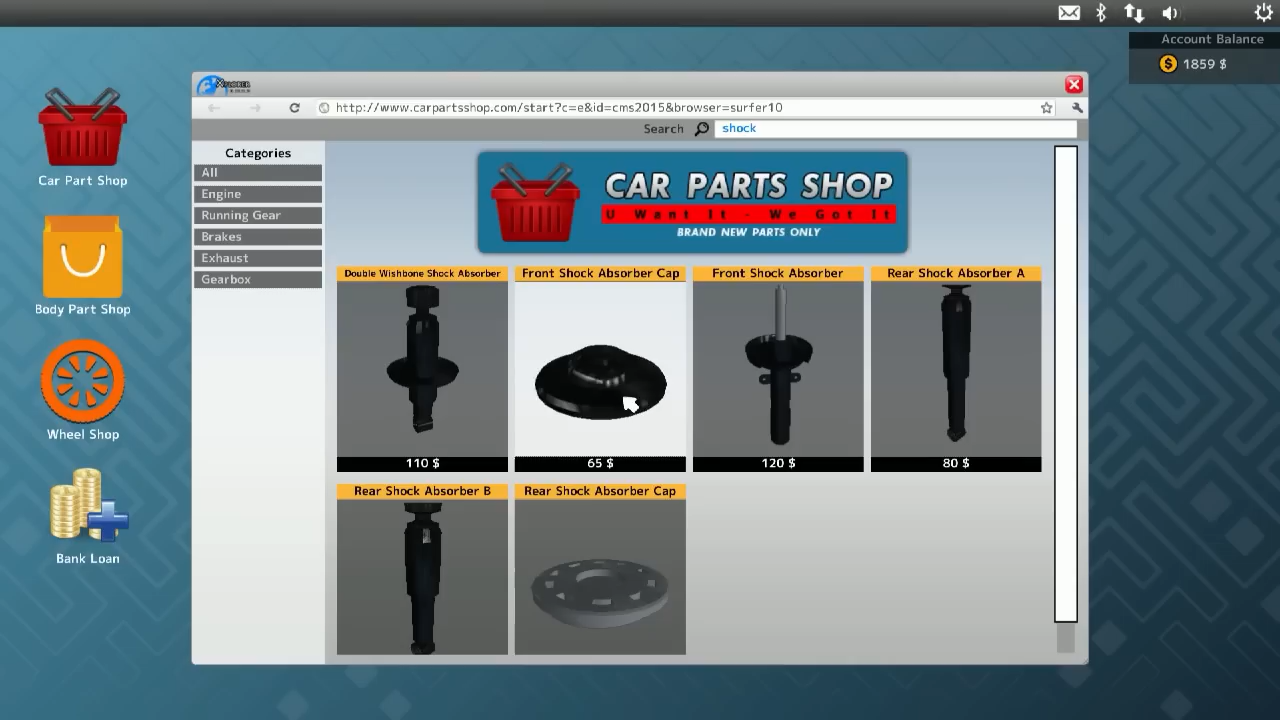 Account Balance
1859 $
Car Part Shop
Body Part Shop
Wheel Shop
Bank Loan
http://www.carpartsshop.com/start?c=e&id=cms2015&browser=surfer10
Search
shock
Categories
All
Engine
Running Gear
Brakes
Exhaust
Gearbox
CAR PARTS SHOP
U Want It - We Got It
BRAND NEW PARTS ONLY
Double Wishbone Shock Absorber
110 $
Front Shock Absorber Cap
65 $
Front Shock Absorber
120 $
Rear Shock Absorber A
80 $
Rear Shock Absorber B
Rear Shock Absorber Cap